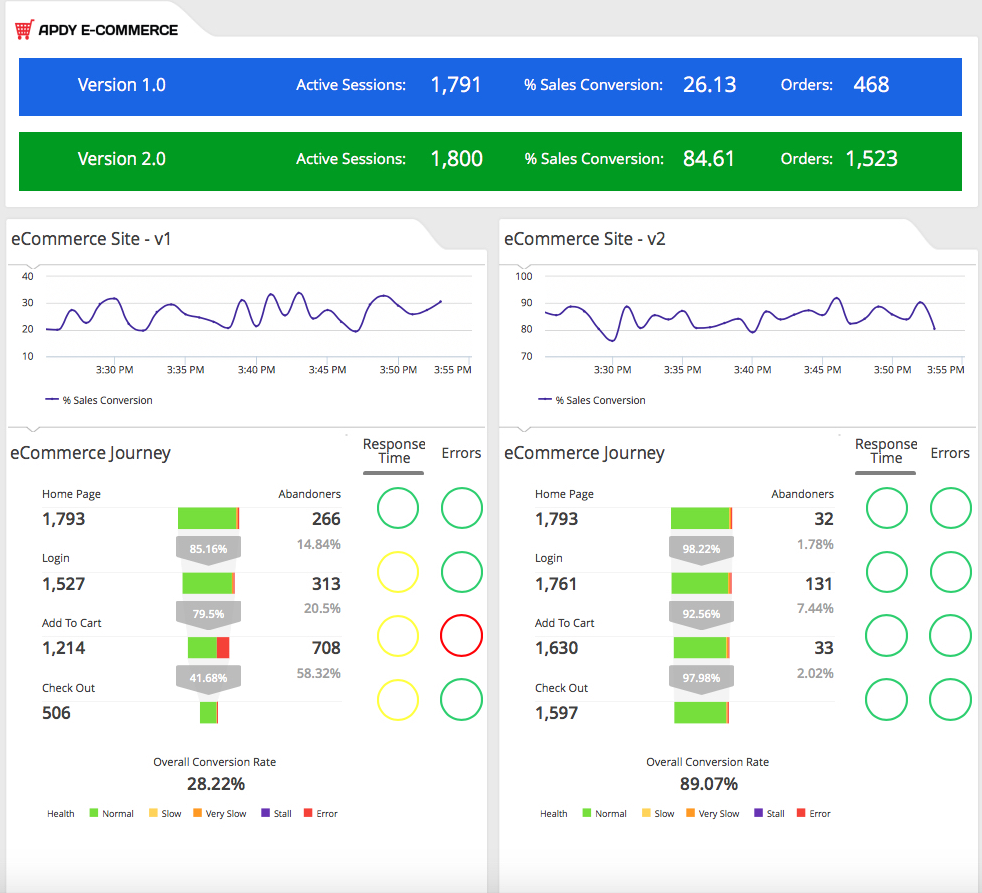 APDY E-COMMERCE
Version 1.0 Active Sessions: 1,791 % Sales Conversion: 26.13 Orders: 468
Version 2.0 Active Sessions: 1,800 % Sales Conversion: 84.61 Orders: 1,523
eCommerce Site - v1
40
30
20
10
3:30 PM 3:35 PM 3:40 PM 3:45 PM 3:50 PM 3:55 PM
% Sales Conversion
eCommerce Journey
Response
Time
Errors
Home Page Abandoners
1,793 266
85.16% 14.84%
Login
1,527 313
79.5% 20.5%
Add To Cart
1,214 708
41.68% 58.32%
Check Out
506
Overall Conversion Rate
28.22%
Health Normal Slow Very Slow Stall Error
eCommerce Site - v2
100
90
80
70
3:30 PM 3:35 PM 3:40 PM 3:45 PM 3:50 PM 3:55 PM
% Sales Conversion
eCommerce Journey
Response
Time
Errors
Home Page Abandoners
1,793 32
98.22% 1.78%
Login
1,761 131
92.56% 7.44%
Add To Cart
1,630 33
97.98% 2.02%
Check Out
1,597
Overall Conversion Rate
89.07%
Health Normal Slow Very Slow Stall Error